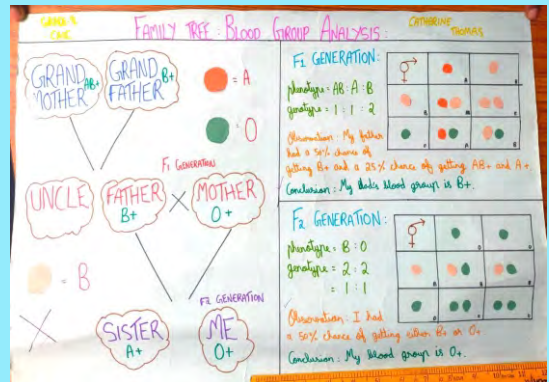 GRADE 9
FAMILY TREE: BLOOD GROUP ANALYSIS:
CATHARINE
THOMAS
GRAND
MOTHER
AB+
GRAND
FATHER
B+
= A
= O
F1 GENERATION
UNCLE
FATHER
B+
X
MOTHER
O+
= B
F2 GENERATION
SISTER
A+
ME
O+
F1 GENERATION:
phenotype = AB : A : B
genotype = 1 : 1 : 2
Observation: My father
had a 50% chance of
getting B+ and a 25% chance of getting AB+ and A+.
Conclusion: My dad's blood group is B+.
F2 GENERATION:
phenotype = B : O
genotype = 2 : 2
= 1 : 1
Observation: I had
a 50% chance of getting either B+ or O+.
Conclusion: My blood group is O+.